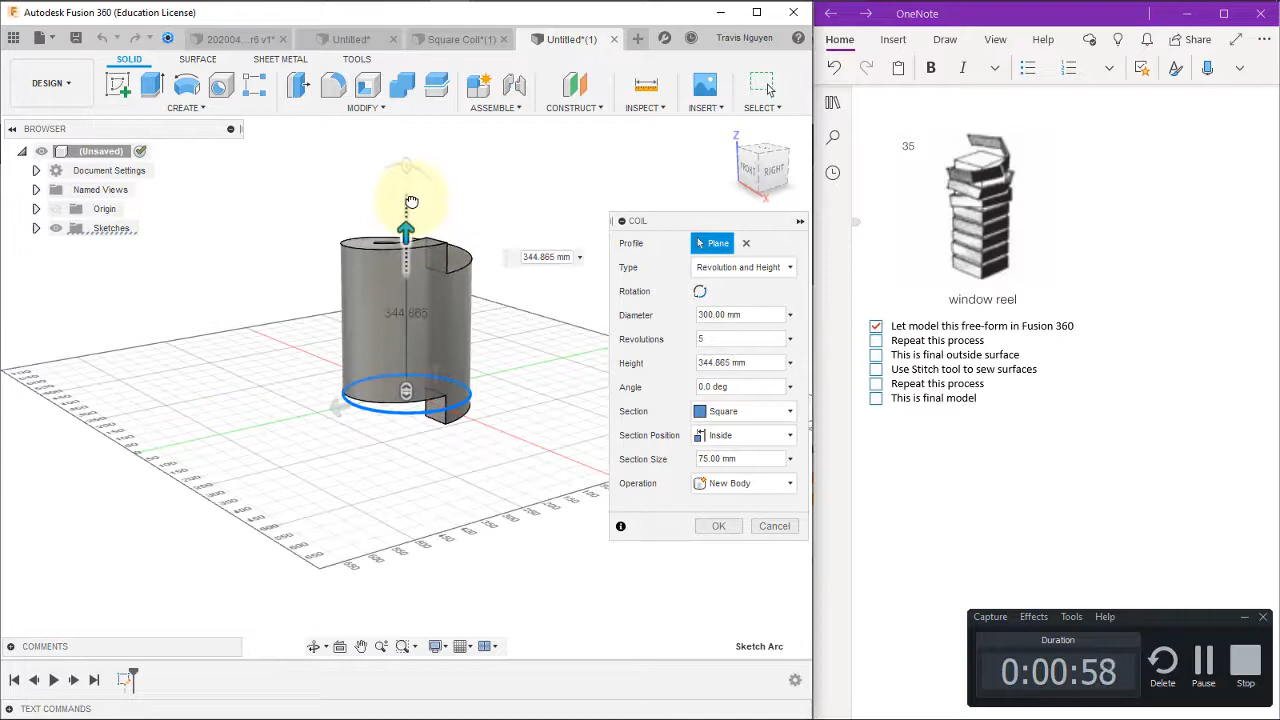 Autodesk Fusion 360 (Education License)
202004...r6 v1*
Untitled*
Square Coil*(1)
Untitled*(1)
Travis Nguyen
DESIGN
SOLID
SURFACE
SHEET METAL
TOOLS
CREATE
MODIFY
ASSEMBLE
CONSTRUCT
INSPECT
INSERT
SELECT
BROWSER
(Unsaved)
Document Settings
Named Views
Origin
Sketches
344.865
344.865 mm
Z
FRONT
RIGHT
X
COIL
Profile
Plane
Type
Revolution and Height
Rotation
Diameter
300.00 mm
Revolutions
5
Height
344.865 mm
Angle
0.0 deg
Section
Square
Section Position
Inside
Section Size
75.00 mm
Operation
New Body
OK
Cancel
COMMENTS
Sketch Arc
TEXT COMMANDS
OneNote
Home
Insert
Draw
View
Help
Share
B
I
35
window reel
Let model this free-form in Fusion 360
Repeat this process
This is final outside surface
Use Stitch tool to sew surfaces
Repeat this process
This is final model
Capture
Effects
Tools
Help
Duration
0:00:58
Delete
Pause
Stop